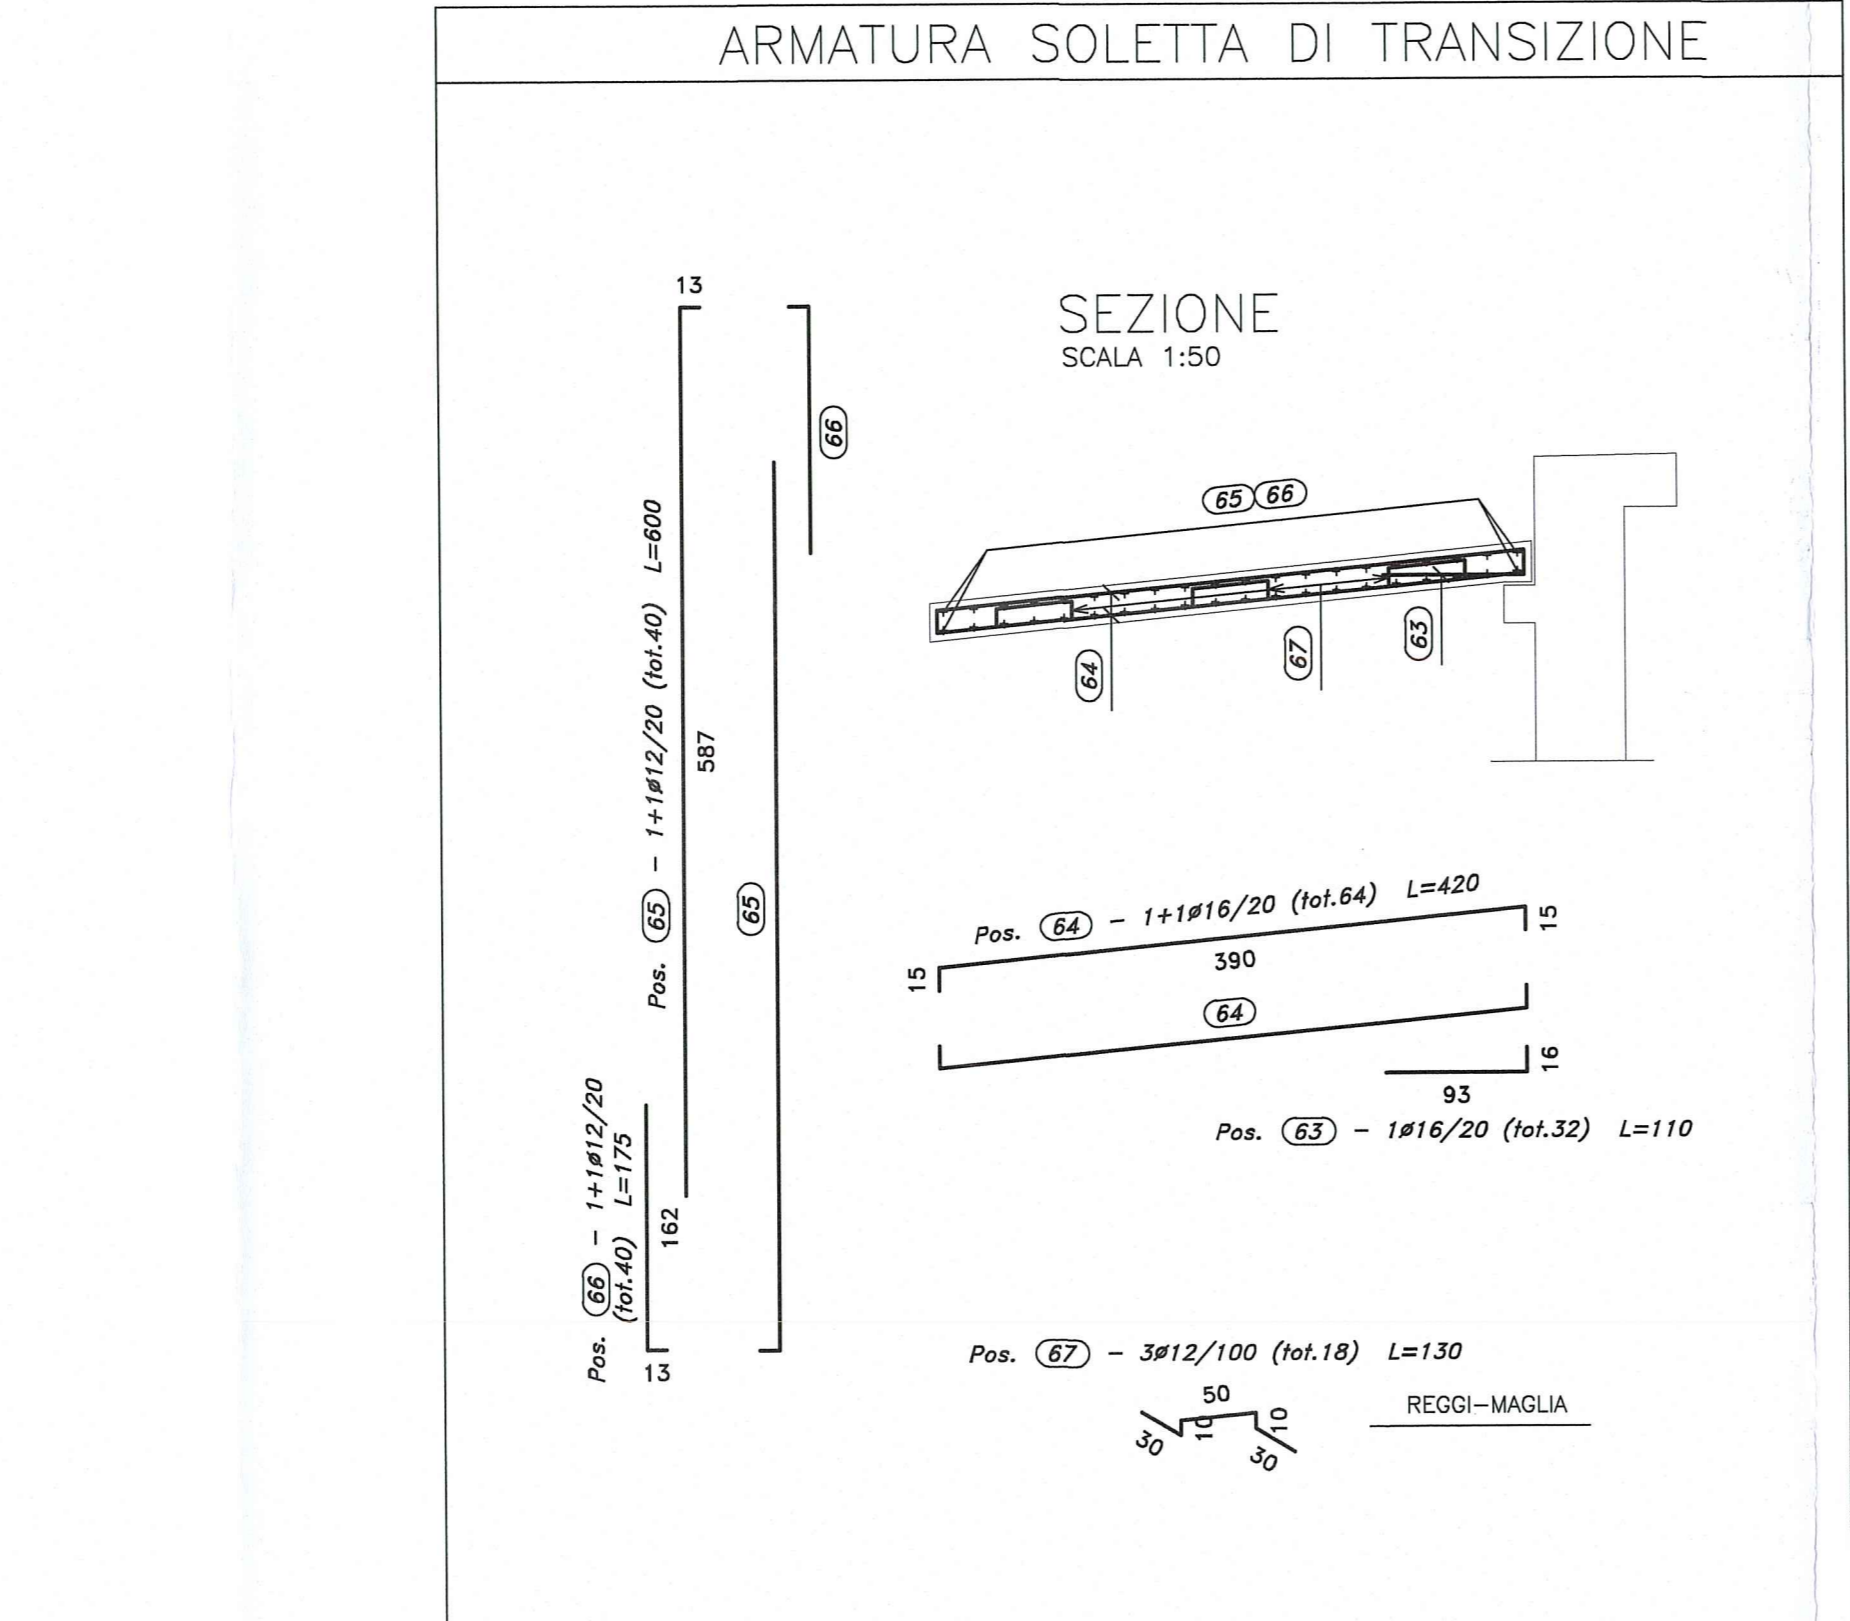 ARMATURA SOLETTA DI TRANSIZIONE
SEZIONE
SCALA 1:50
13
66
Pos. 65 – 1+1ø12/20 (tot.40) L=600
587
65
65 66
64
67
63
Pos. 64 – 1+1ø16/20 (tot.64) L=420
15
390
15
64
16
93
Pos. 63 – 1ø16/20 (tot.32) L=110
Pos. 66 – 1+1ø12/20
(tot.40) L=175
162
13
Pos. 67 – 3ø12/100 (tot.18) L=130
50
10
10
30
30
REGGI–MAGLIA